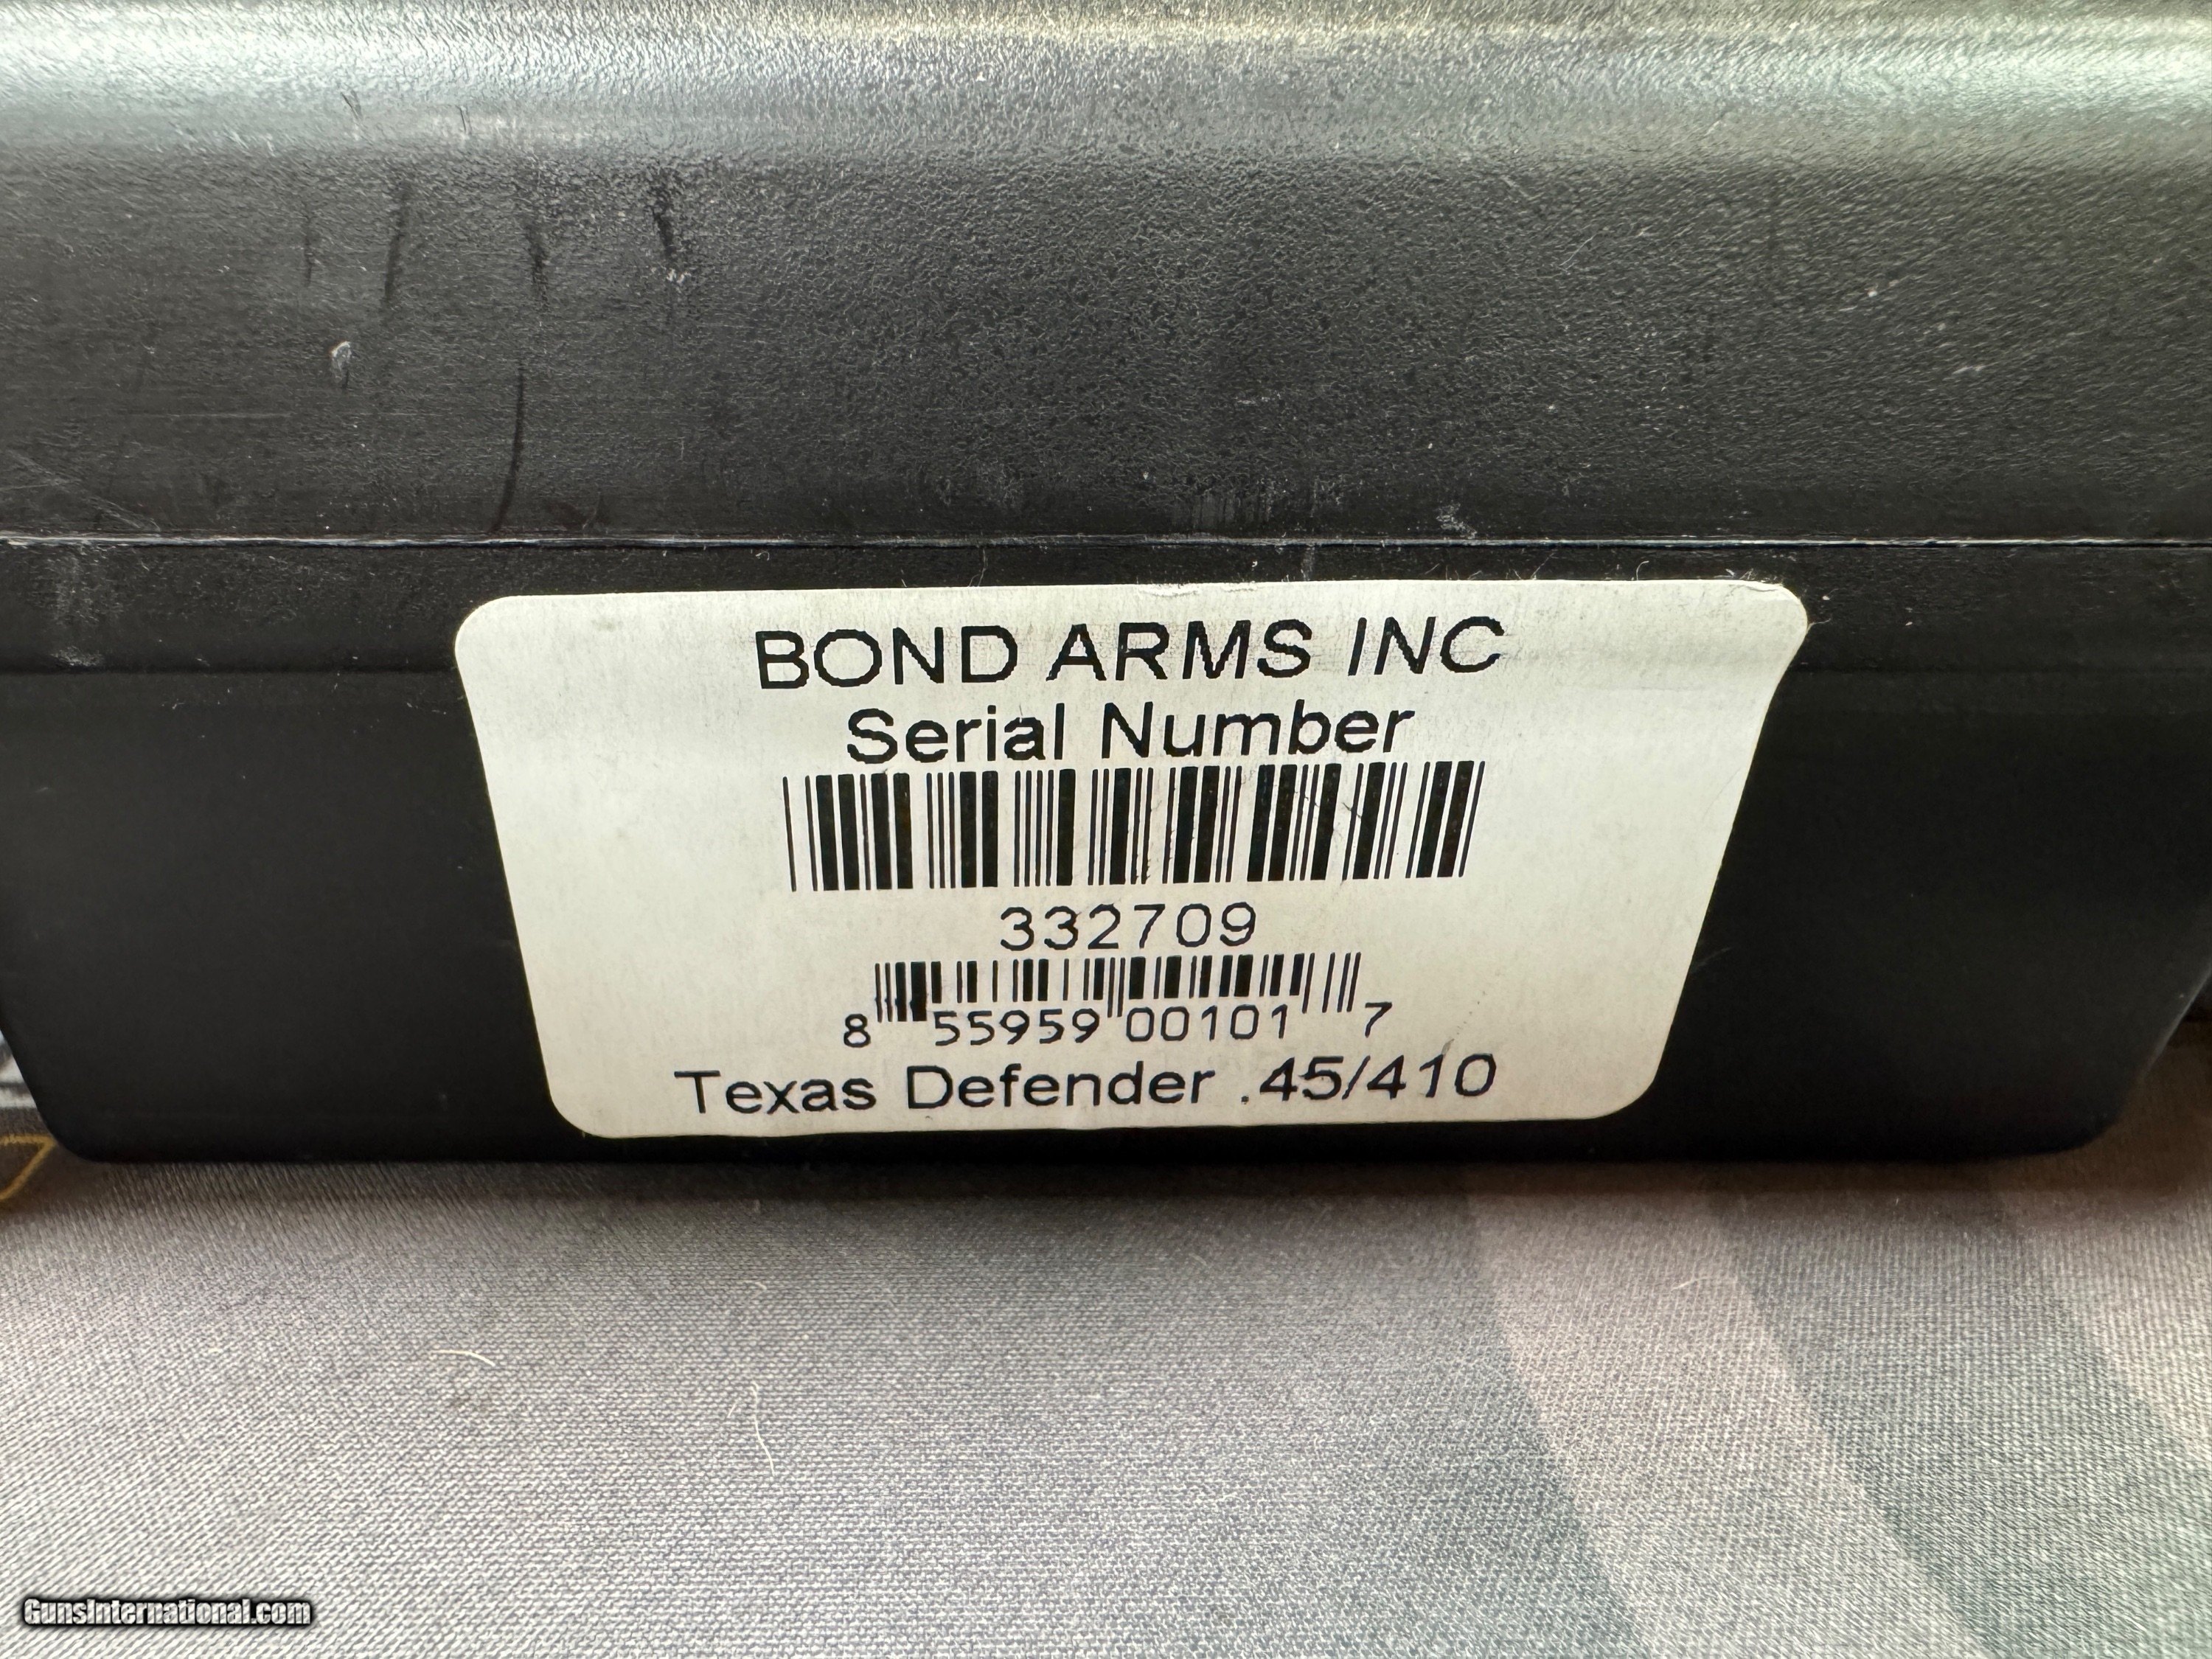 BOND ARMS INC
Serial Number
332709
8 55959 00101 7
Texas Defender .45/410
GunsInternational.com